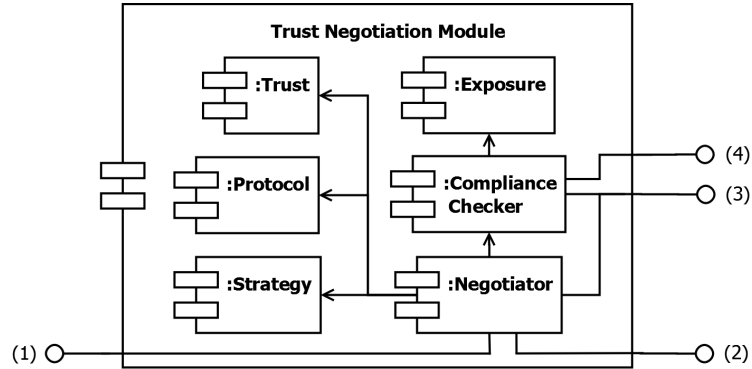 Trust Negotiation Module
:Trust
:Exposure
(4)
:Protocol
:Compliance
Checker
(3)
:Strategy
:Negotiator
(1)
(2)